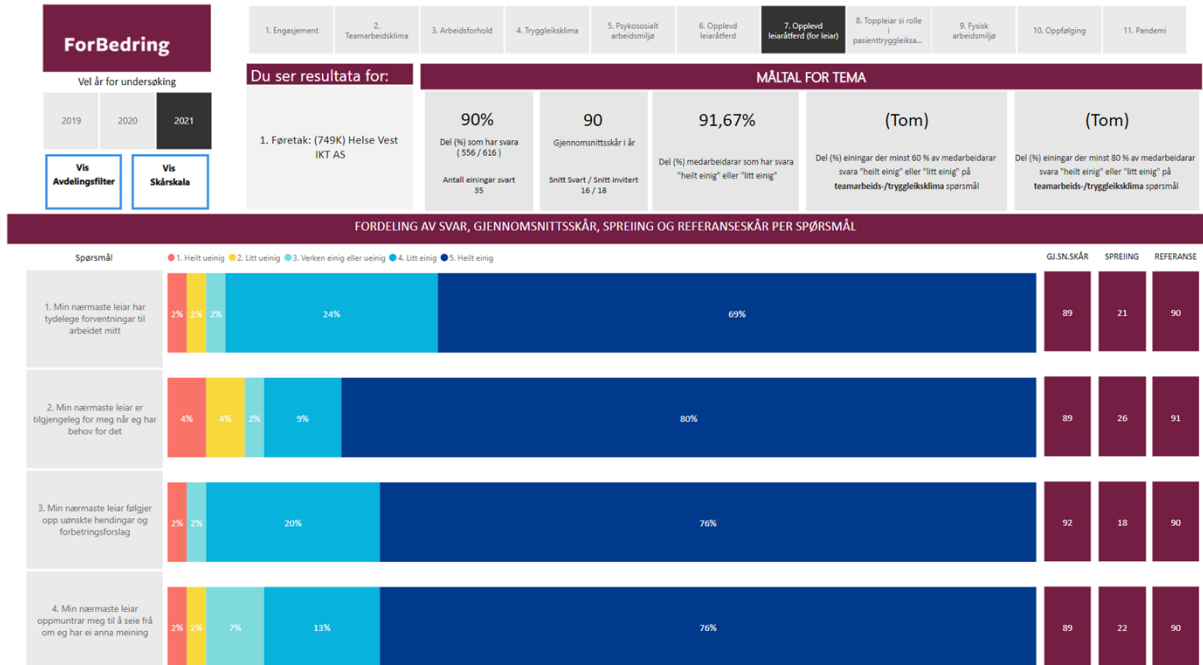 ForBedring
Vel år for undersøking
2019
2020
2021
Vis
Avdelingsfilter
Vis
Skårskala
1. Engasjement
2.
Teamarbeidsklima
3. Arbeidsforhold
4. Tryggleiksklima
5. Psykososialt
arbeidsmiljø
6. Opplevd
leiaråtferd
7. Opplevd
leiaråtferd (for leiar)
8. Toppleiar si rolle
i
pasienttryggleiksa...
9. Fysisk
arbeidsmiljø
10. Oppfølging
11. Pandemi
Du ser resultata for:
1. Føretak: (749K) Helse Vest
IKT AS
MÅLTAL FOR TEMA
90%
Del (%) som har svara
( 556 / 616 )
Antall einingar svart
35
90
Gjennomsnittsskår i år
Snitt Svart / Snitt invitert
16 / 18
91,67%
Del (%) medarbeidarar som har svara
"heilt einig" eller "litt einig"
(Tom)
Del (%) einingar der minst 60 % av medarbeidarar
svara "heilt einig" eller "litt einig" på
teamarbeids-/tryggleiksklima spørsmål
(Tom)
Del (%) einingar der minst 80 % av medarbeidarar
svara "heilt einig" eller "litt einig" på
teamarbeids-/tryggleiksklima spørsmål
FORDELING AV SVAR, GJENNOMSNITTSSKÅR, SPREIING OG REFERANSESKÅR PER SPØRSMÅL
Spørsmål
1. Heilt ueinig 2. Litt ueinig 3. Verken einig eller ueinig 4. Litt einig 5. Heilt einig
GJ.SN.SKÅR SPREIING REFERANSE
1. Min nærmaste leiar har
tydelege forventningar til
arbeidet mitt
2% 2% 2% 24% 69% 89 21 90
2. Min nærmaste leiar er
tilgjengeleg for meg når eg har
behov for det
4% 4% 2% 9% 80% 89 26 91
3. Min nærmaste leiar følgjer
opp uønskte hendingar og
forbetringsforslag
2% 2% 20% 76% 92 18 90
4. Min nærmaste leiar
oppmuntrar meg til å seie frå
om eg har ei anna meining
2% 2% 7% 13% 76% 89 22 90